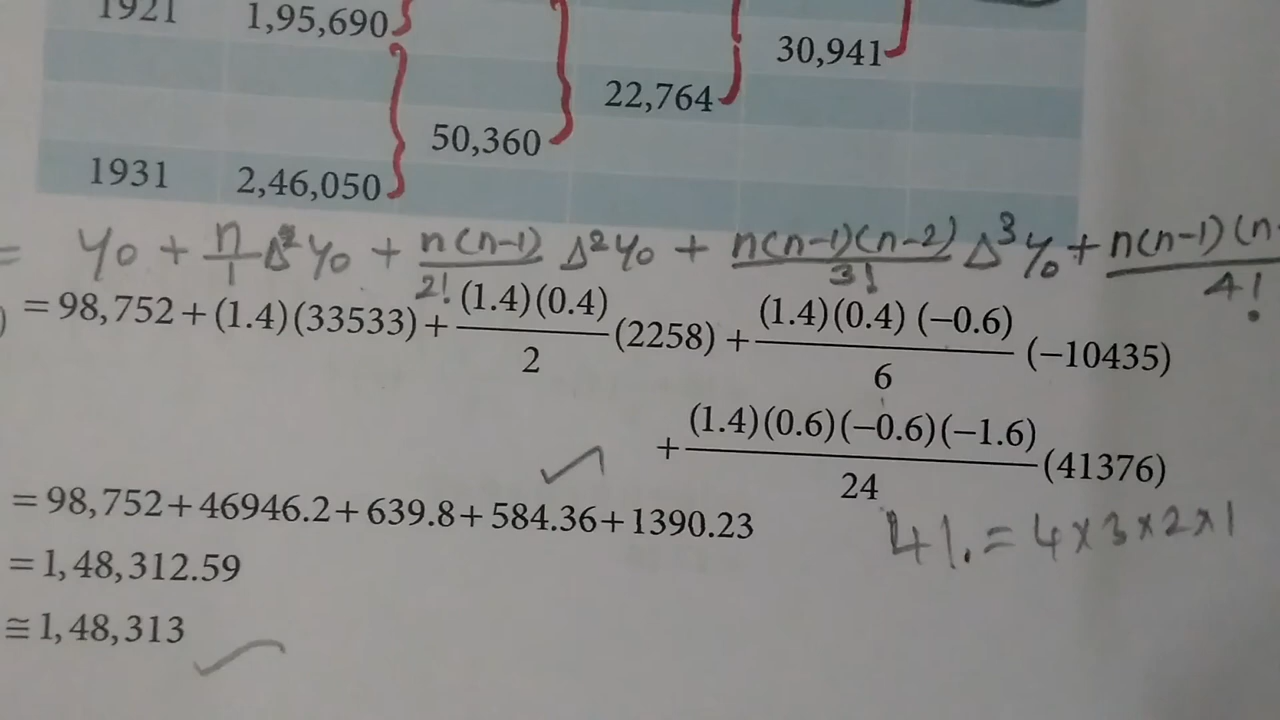 1921 1,95,690
30,941
22,764
50,360
1931 2,46,050
= y₀ + n/1 Δ²y₀ + n(n-1)/2! Δ²y₀ + n(n-1)(n-2)/3! Δ³y₀ + n(n-1)(n-/4!
) = 98,752 + (1.4)(33533) + (1.4)(0.4)/2 (2258) + (1.4)(0.4) (−0.6)/6 (−10435)
+ (1.4)(0.6)(−0.6)(−1.6)/24 (41376)
= 98,752 + 46946.2 + 639.8 + 584.36 + 1390.23
4! = 4×3×2×1
= 1,48,312.59
≅ 1,48,313